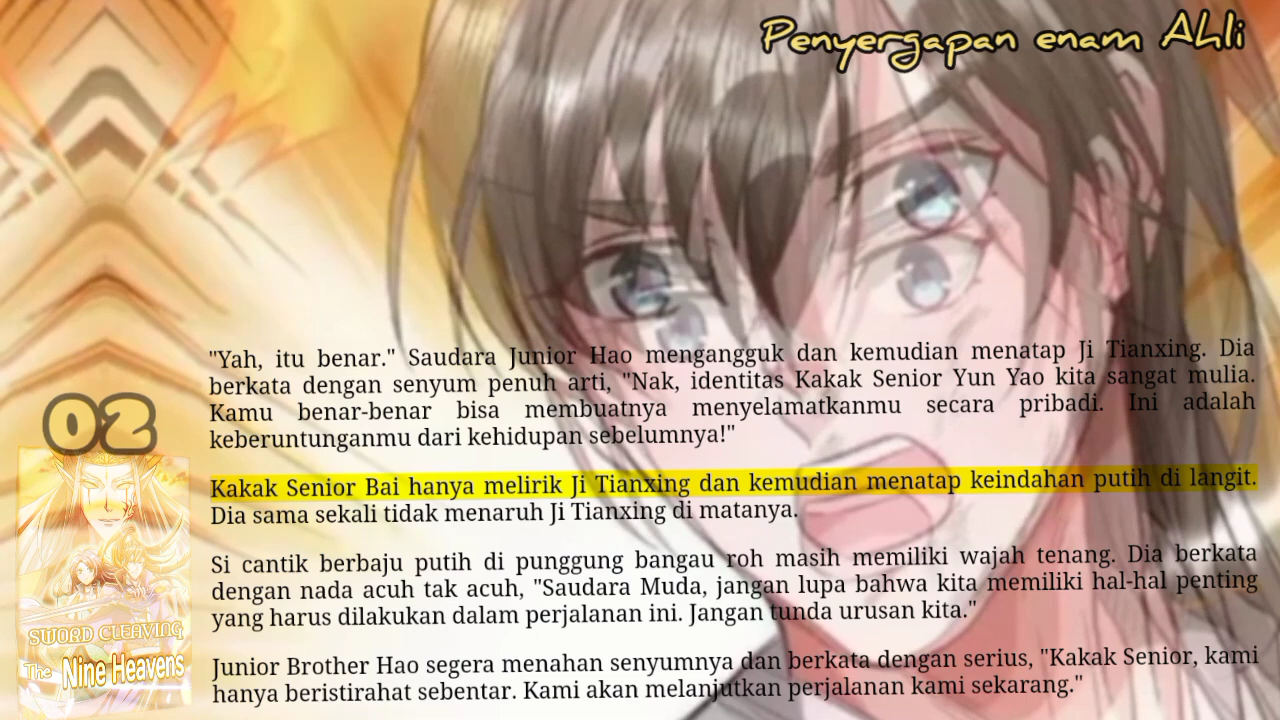 Penyergapan enam Ahli
"Yah, itu benar." Saudara Junior Hao mengangguk dan kemudian menatap Ji Tianxing. Dia
berkata dengan senyum penuh arti, "Nak, identitas Kakak Senior Yun Yao kita sangat mulia.
Kamu benar-benar bisa membuatnya menyelamatkanmu secara pribadi. Ini adalah
keberuntunganmu dari kehidupan sebelumnya!"
Kakak Senior Bai hanya melirik Ji Tianxing dan kemudian menatap keindahan putih di langit.
Dia sama sekali tidak menaruh Ji Tianxing di matanya.
Si cantik berbaju putih di punggung bangau roh masih memiliki wajah tenang. Dia berkata
dengan nada acuh tak acuh, "Saudara Muda, jangan lupa bahwa kita memiliki hal-hal penting
yang harus dilakukan dalam perjalanan ini. Jangan tunda urusan kita."
Junior Brother Hao segera menahan senyumnya dan berkata dengan serius, "Kakak Senior, kami
hanya beristirahat sebentar. Kami akan melanjutkan perjalanan kami sekarang."
02
SWORD CLEAVING
The Nine Heavens